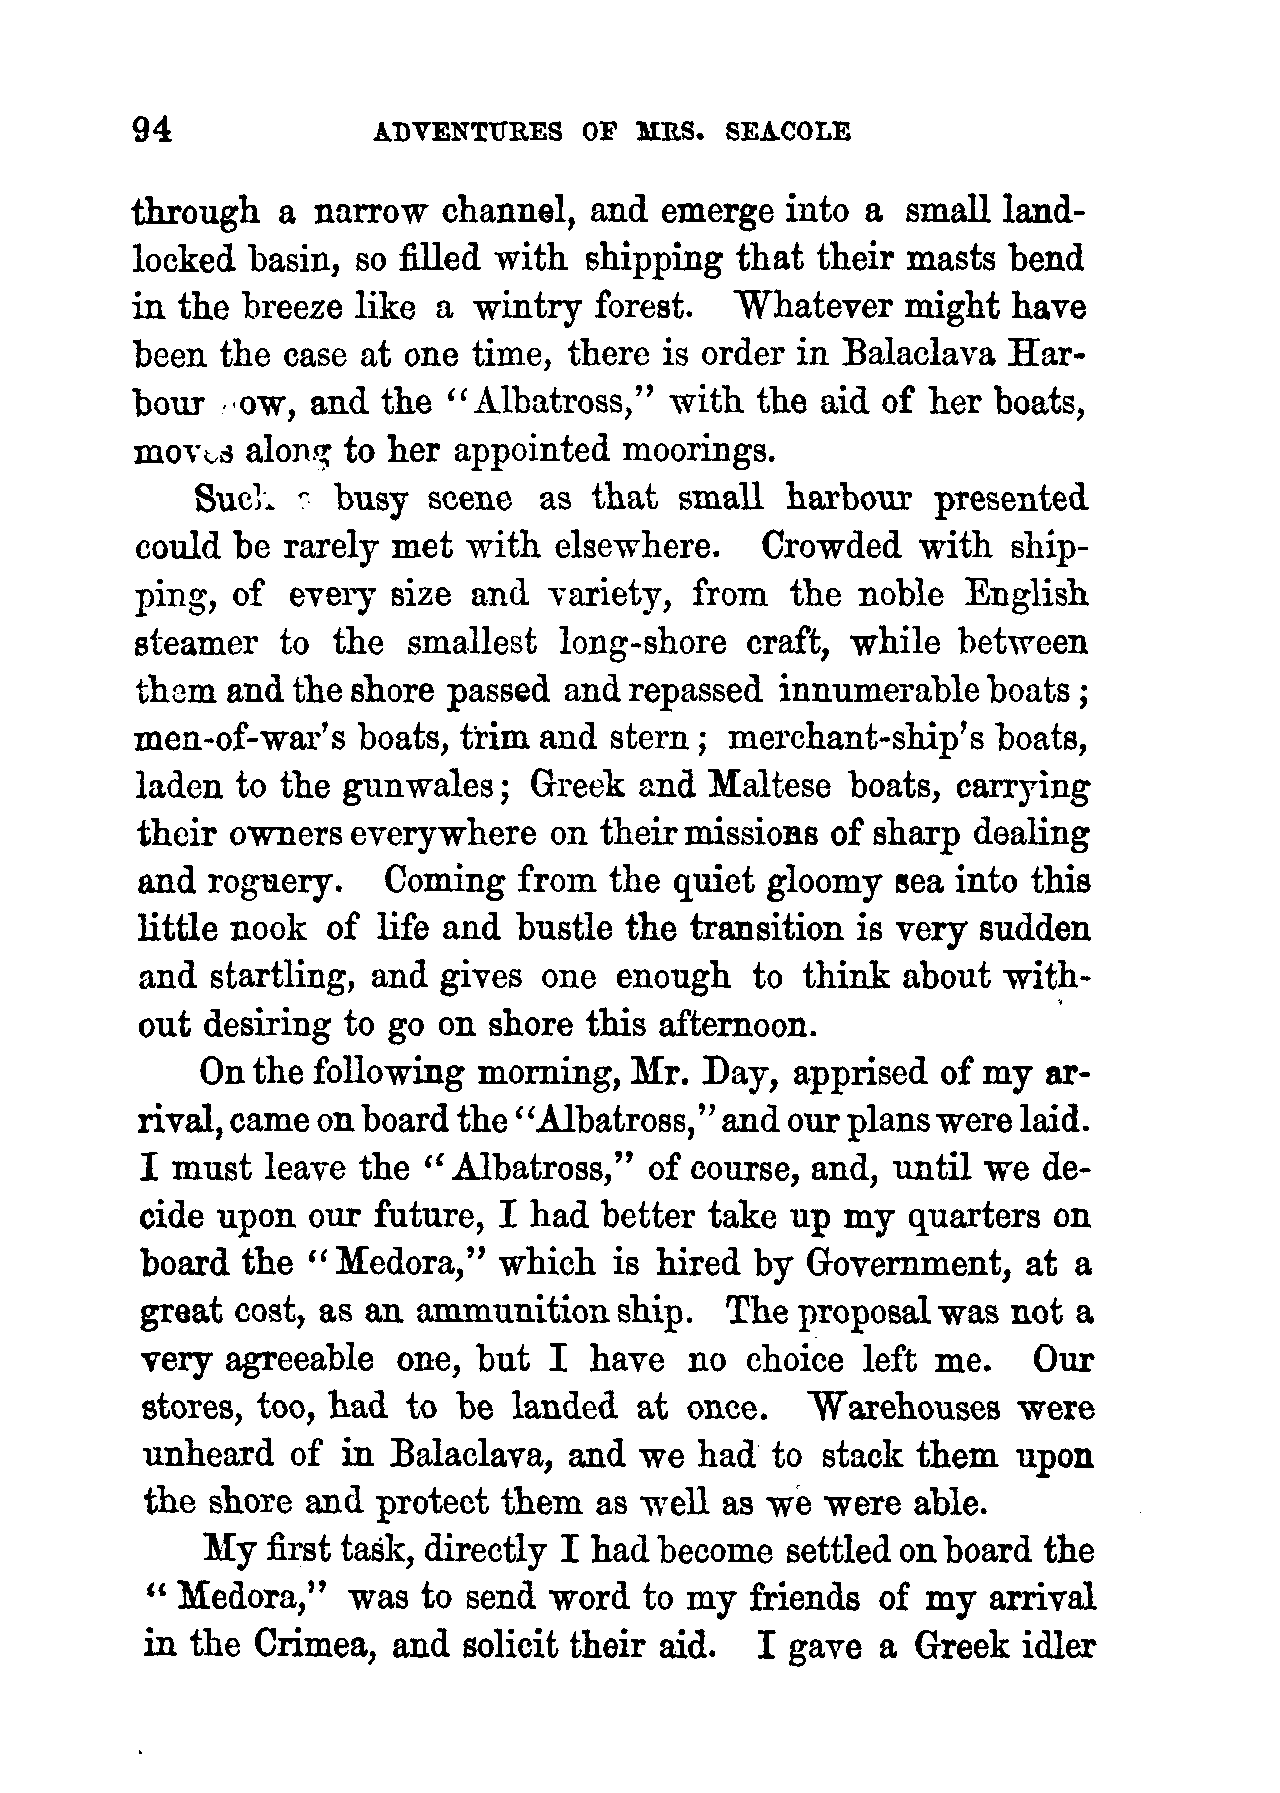 94 ADVENTURES OF MRS. SEACOLE
through a narrow channel, and emerge into a small land-
locked basin, so filled with shipping that their masts bend
in the breeze like a wintry forest. Whatever might have
been the case at one time, there is order in Balaclava Har-
bour now, and the “Albatross,” with the aid of her boats,
moves along to her appointed moorings.
Such a busy scene as that small harbour presented
could be rarely met with elsewhere. Crowded with ship-
ping, of every size and variety, from the noble English
steamer to the smallest long-shore craft, while between
them and the shore passed and repassed innumerable boats;
men-of-war's boats, trim and stern; merchant-ship's boats,
laden to the gunwales; Greek and Maltese boats, carrying
their owners everywhere on their missions of sharp dealing
and roguery. Coming from the quiet gloomy sea into this
little nook of life and bustle the transition is very sudden
and startling, and gives one enough to think about with-
out desiring to go on shore this afternoon.
On the following morning, Mr. Day, apprised of my ar-
rival, came on board the “Albatross,” and our plans were laid.
I must leave the “Albatross,” of course, and, until we de-
cide upon our future, I had better take up my quarters on
board the “Medora,” which is hired by Government, at a
great cost, as an ammunition ship. The proposal was not a
very agreeable one, but I have no choice left me. Our
stores, too, had to be landed at once. Warehouses were
unheard of in Balaclava, and we had to stack them upon
the shore and protect them as well as we were able.
My first task, directly I had become settled on board the
“Medora,” was to send word to my friends of my arrival
in the Crimea, and solicit their aid. I gave a Greek idler